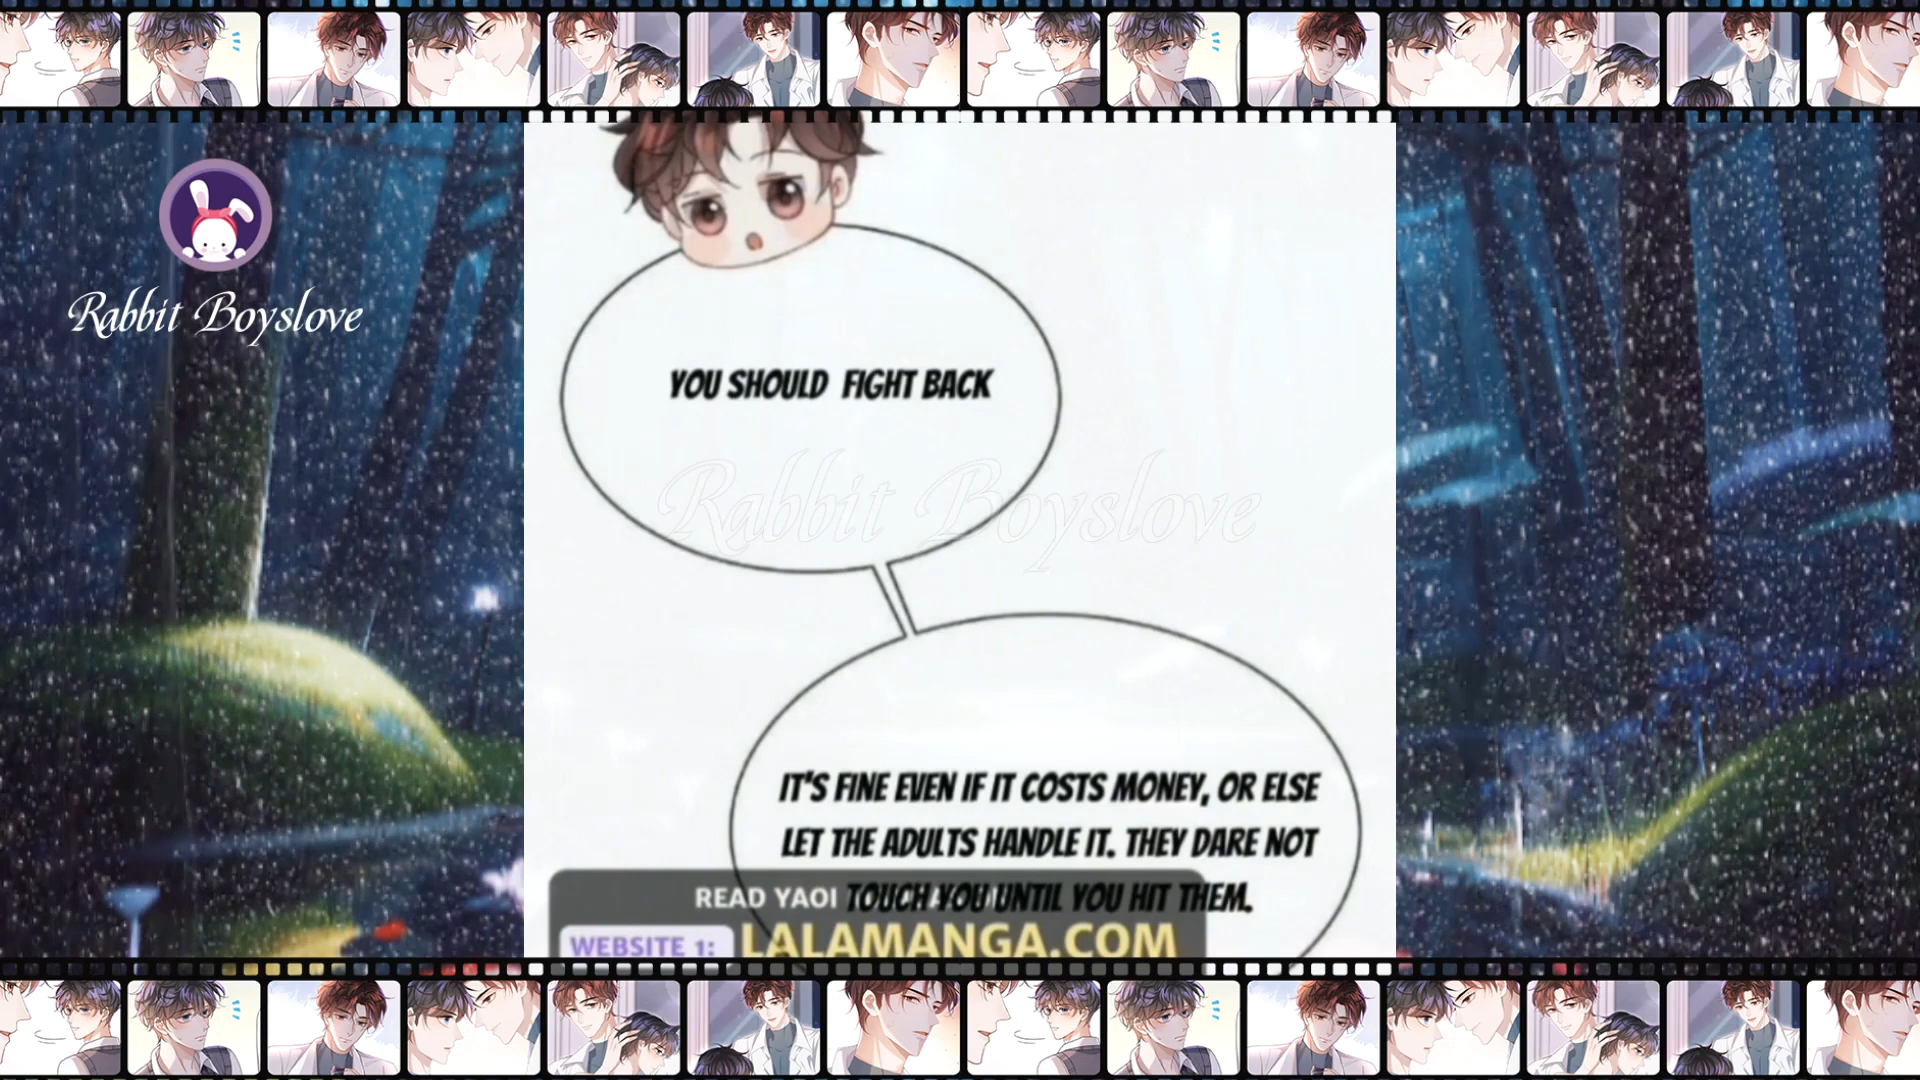 Rabbit Boyslove
YOU SHOULD FIGHT BACK
Rabbit Boyslove
IT'S FINE EVEN IF IT COSTS MONEY, OR ELSE
LET THE ADULTS HANDLE IT. THEY DARE NOT
TOUCH YOU UNTIL YOU HIT THEM.
READ YAOI
WEBSITE 1: LALAMANGA.COM